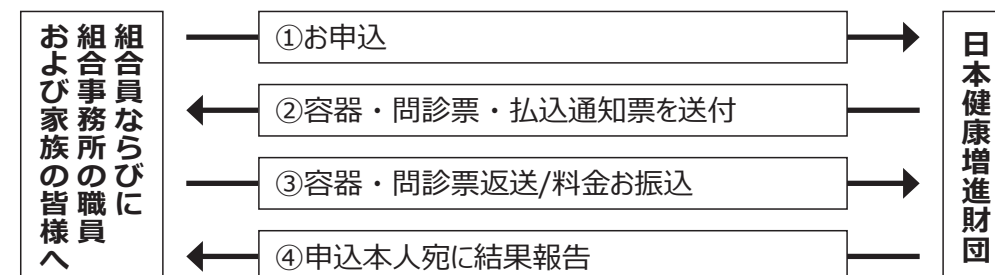 組合員ならびに
組合事務所の職員
および家族の皆様へ
①お申込
②容器・問診票・払込通知票を送付
③容器・問診票返送/料金お振込
④申込本人宛に結果報告
日本健康増進財団